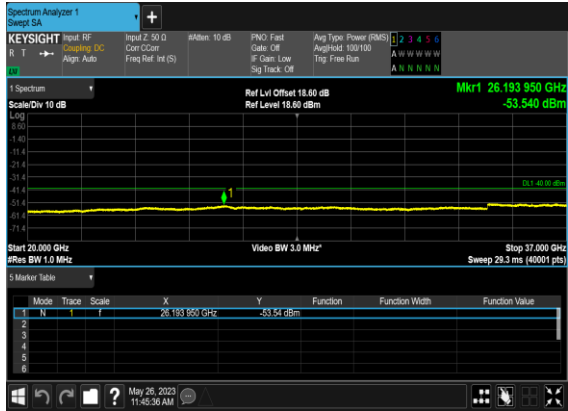 Spectrum Analyzer 1
Swept SA
+
KEYSIGHT Input: RF Input Z: 50 Ω #Atten: 10 dB PNO: Fast Avg Type: Power (RMS) 1 2 3 4 5 6
R T Coupling: DC Corr CCorr Gate: Off Avg|Hold: 100/100 A W W W W W
Align: Auto Freq Ref: Int (S) IF Gain: Low Trig: Free Run
LV Sig Track: Off A N N N N N
1 Spectrum Ref Lvl Offset 18.60 dB Mkr1 26.193 950 GHz
Scale/Div 10 dB Ref Level 18.60 dBm -53.540 dBm
Log
8.60
-1.40
-11.4
-21.4
-31.4
DL1 -40.00 dBm
-41.4
1
-51.4
-61.4
-71.4
Start 20.000 GHz Video BW 3.0 MHz* Stop 37.000 GHz
#Res BW 1.0 MHz Sweep 29.3 ms (40001 pts)
5 Marker Table
Mode Trace Scale X Y Function Function Width Function Value
1 N 1 f 26.193 950 GHz -53.54 dBm
2
3
4
5
6
? May 26, 2023
11:45:36 AM